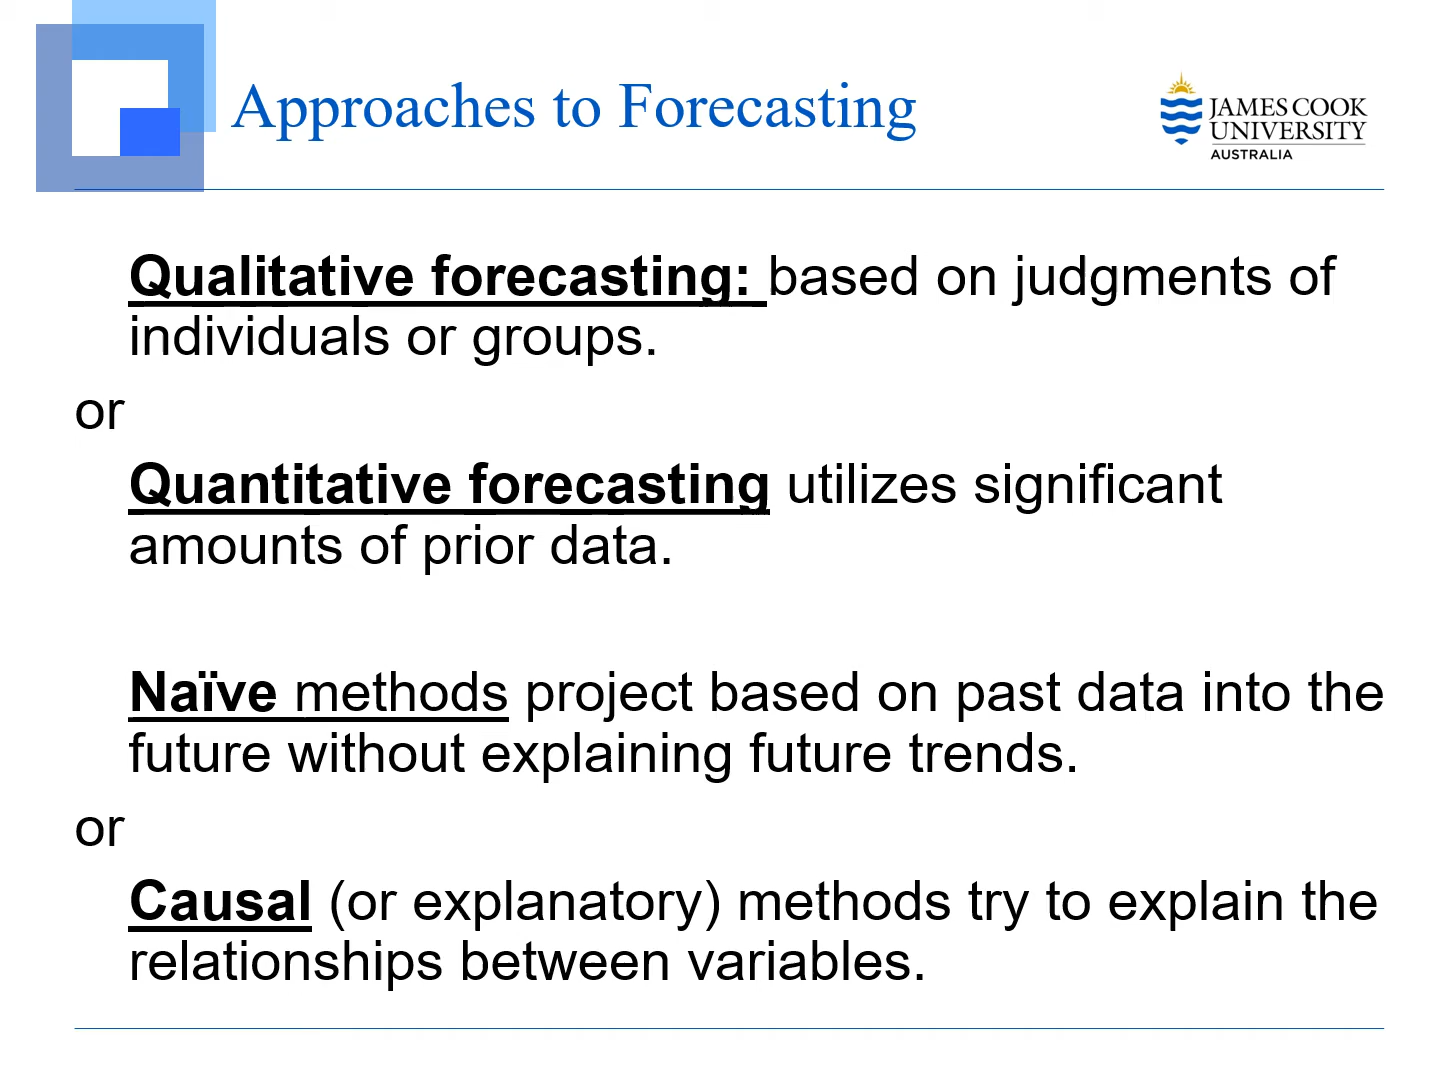 Approaches to Forecasting
JAMES COOK
UNIVERSITY
AUSTRALIA
Qualitative forecasting: based on judgments of
individuals or groups.
or
Quantitative forecasting utilizes significant
amounts of prior data.
Naïve methods project based on past data into the
future without explaining future trends.
or
Causal (or explanatory) methods try to explain the
relationships between variables.